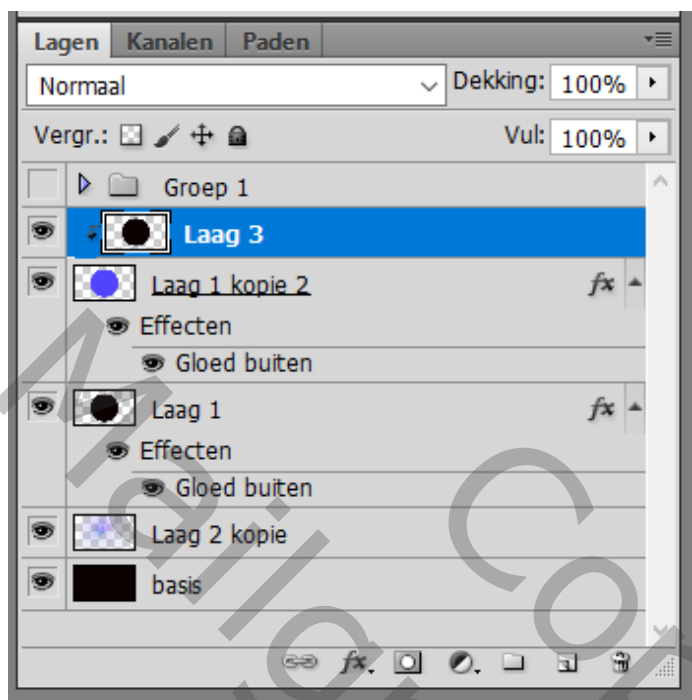 Lagen Kanalen Paden
Normaal Dekking: 100%
Vergr.: Vul: 100%
Groep 1
Laag 3
Laag 1 kopie 2 fx
Effecten
Gloed buiten
Laag 1 fx
Effecten
Gloed buiten
Laag 2 kopie
basis
fx.